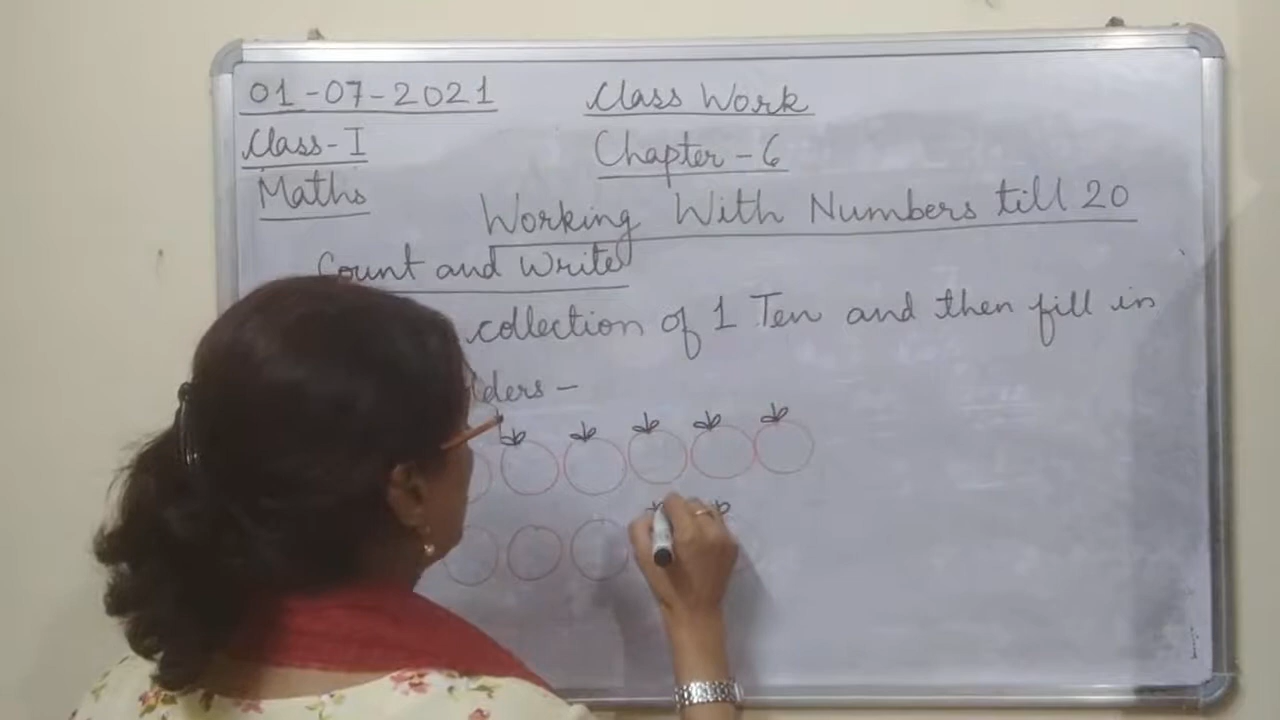 01-07-2021 Class Work
Class-I Chapter-6
Maths
Working With Numbers till 20
Count and Write
collection of 1 Ten and then fill in
lders-